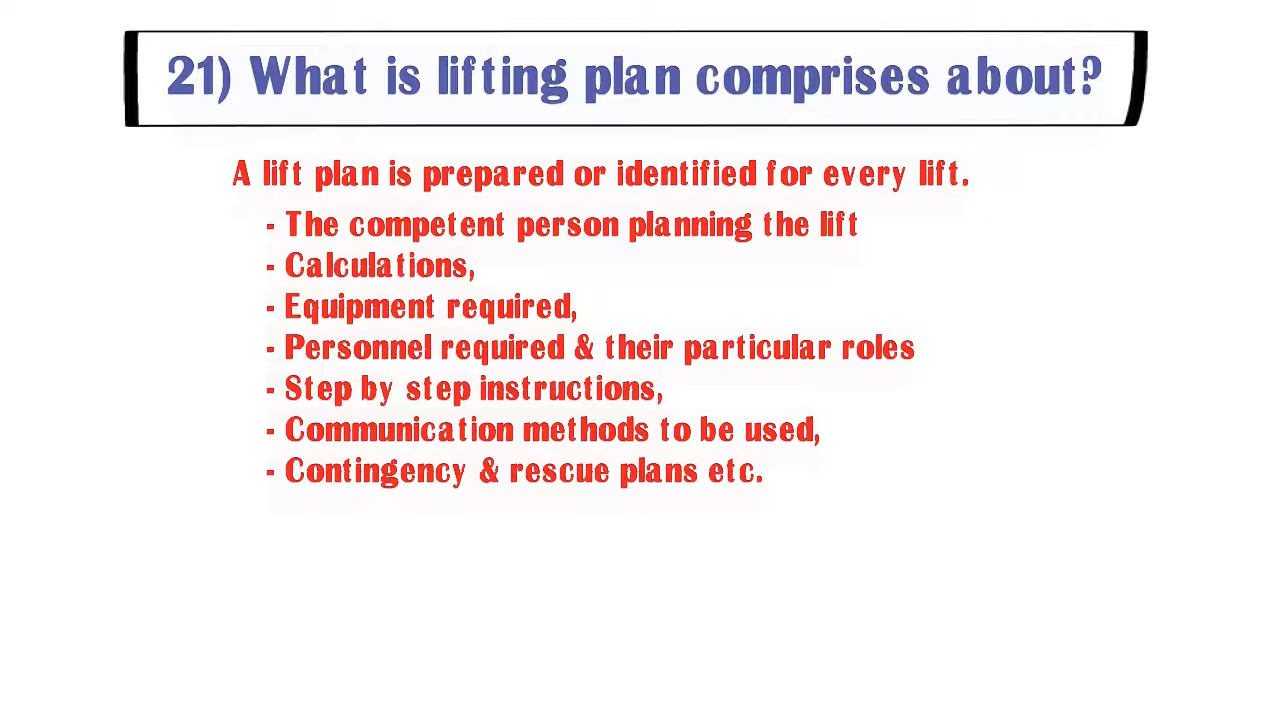 21) What is lifting plan comprises about?
A lift plan is prepared or identified for every lift.
- The competent person planning the lift
- Calculations,
- Equipment required,
- Personnel required & their particular roles
- Step by step instructions,
- Communication methods to be used,
- Contingency & rescue plans etc.